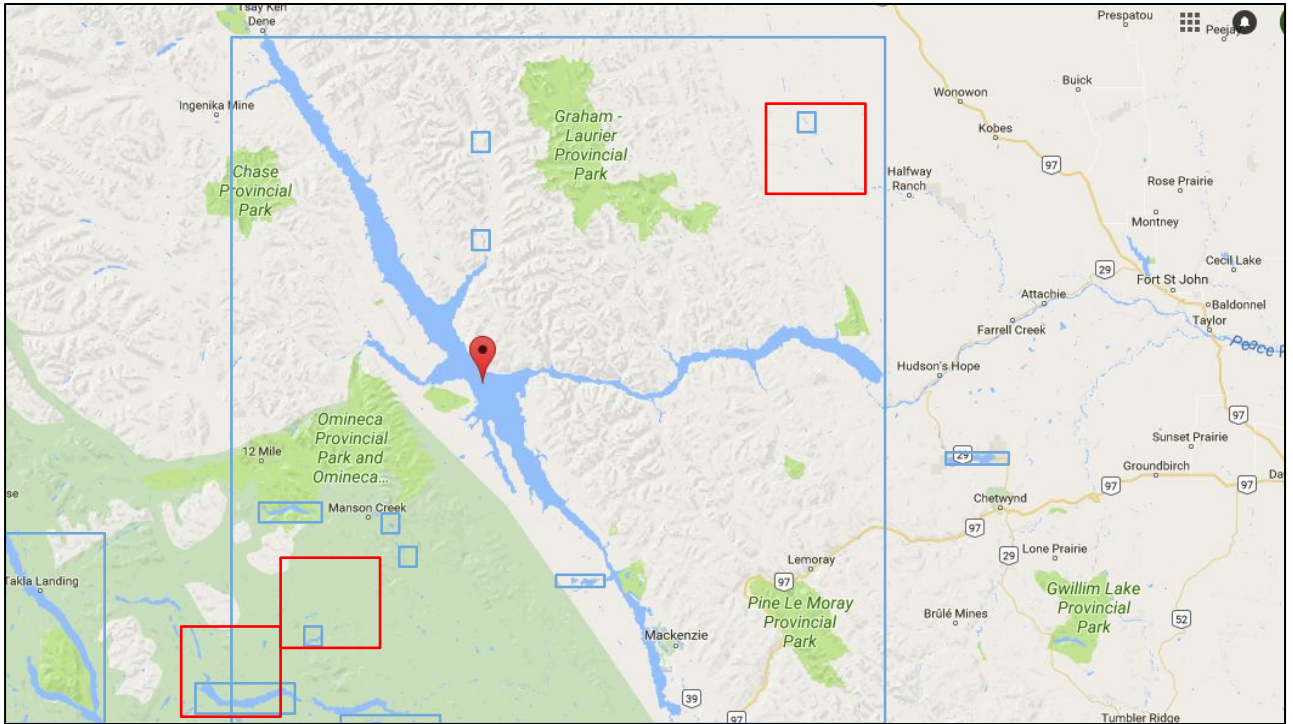 Tsay Keh
Dene
Prespatou
Peejay
Buick
Wonowon
Ingenika Mine
Kobes
Graham -
Laurier
Provincial
Park
97
Chase
Provincial
Park
Halfway
Ranch
Rose Prairie
Montney
Cecil Lake
29
Fort St John
Attachie
Baldonnel
Taylor
Farrell Creek
Peace
Hudson's Hope
Omineca
Provincial
Park and
Omineca...
97
12 Mile
Sunset Prairie
29
Groundbirch
97
97
Chetwynd
Manson Creek
97
29
Lone Prairie
Lemoray
97
Takla Landing
Gwillim Lake
Provincial
Park
Pine Le Moray
Provincial
Park
Brûlé Mines
52
Mackenzie
39
97
Tumbler Ridge